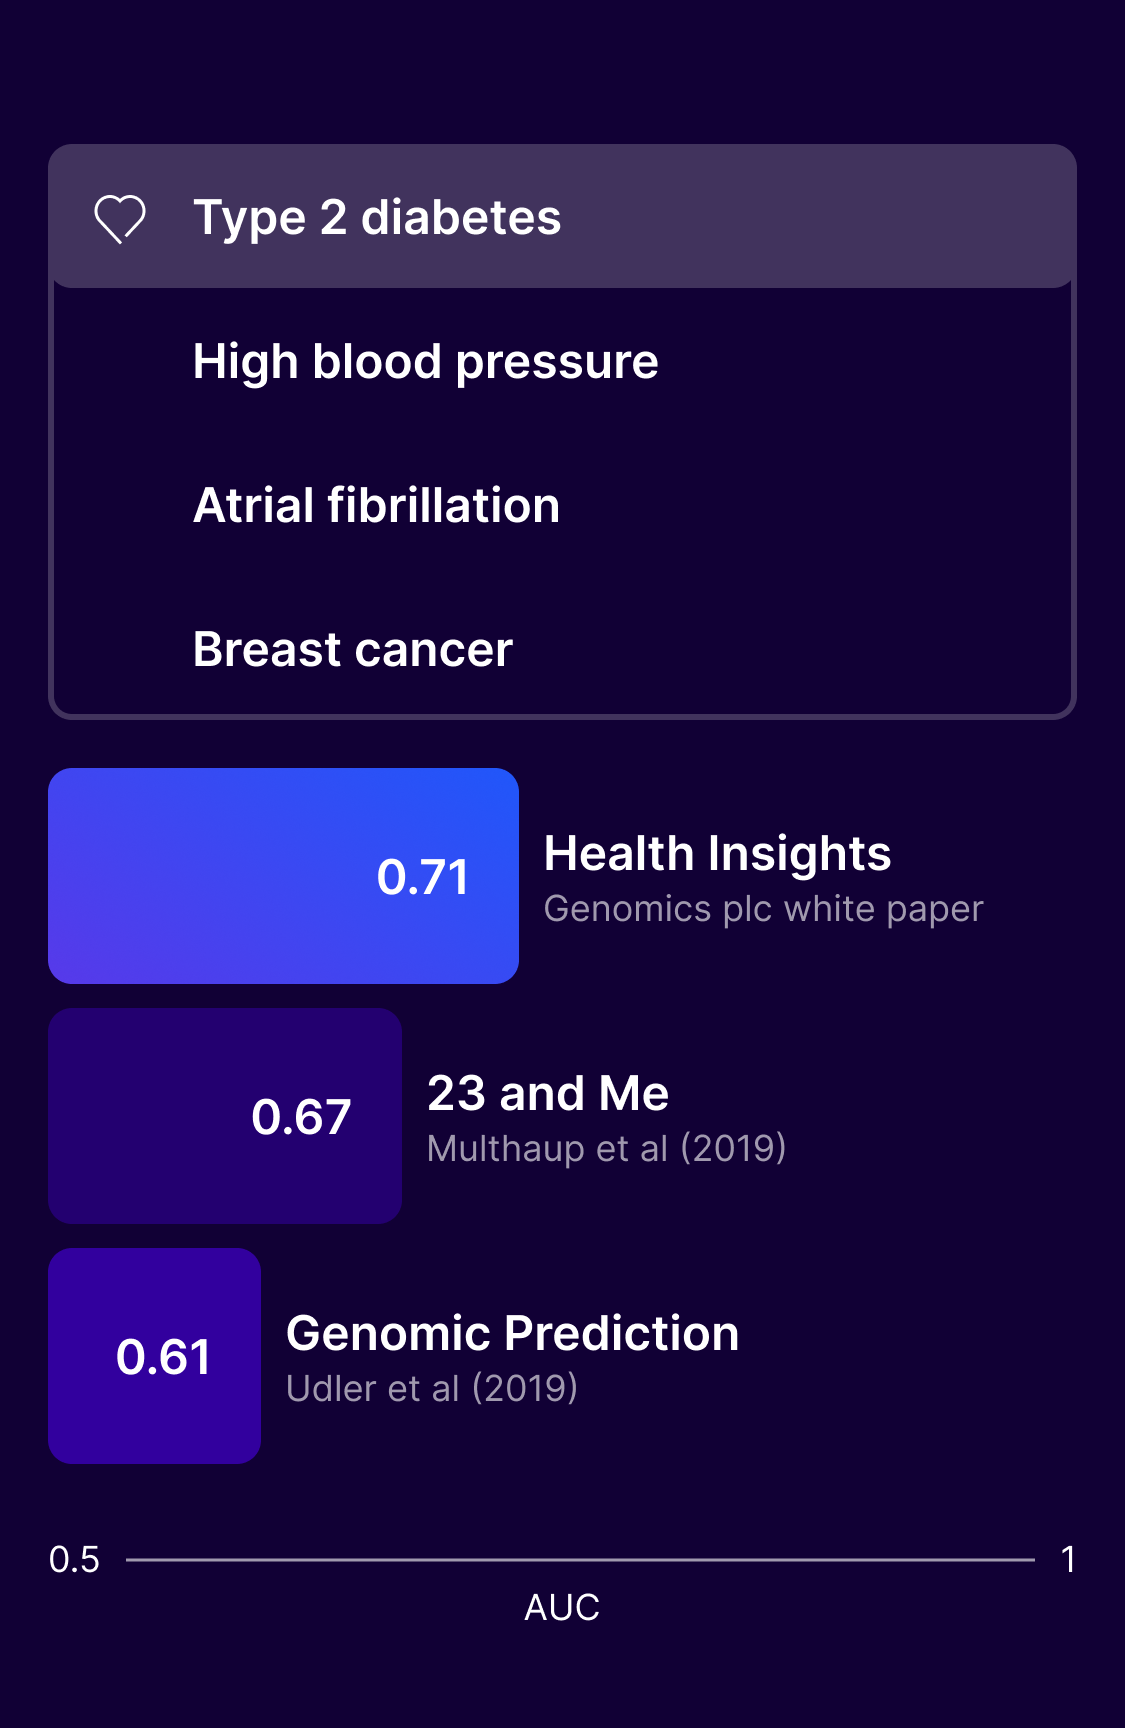 Type 2 diabetes
High blood pressure
Atrial fibrillation
Breast cancer
0.71
Health Insights
Genomics plc white paper
0.67
23 and Me
Multhaup et al (2019)
0.61
Genomic Prediction
Udler et al (2019)
0.5
1
AUC